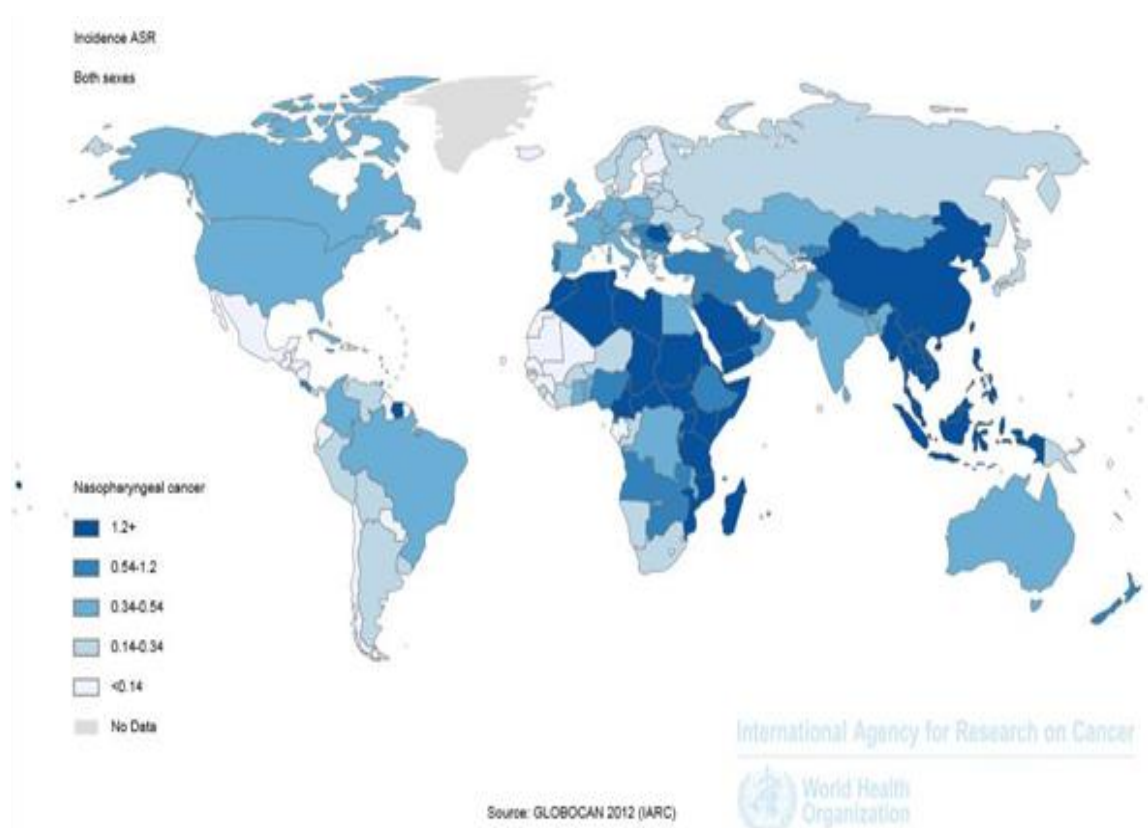 Incidence ASR
Both sexes
Nasopharyngeal cancer
1.2+
0.54-1.2
0.34-0.54
0.14-0.34
<0.14
No Data
International Agency for Research on Cancer
World Health
Organization
Source: GLOBOCAN 2012 (IARC)